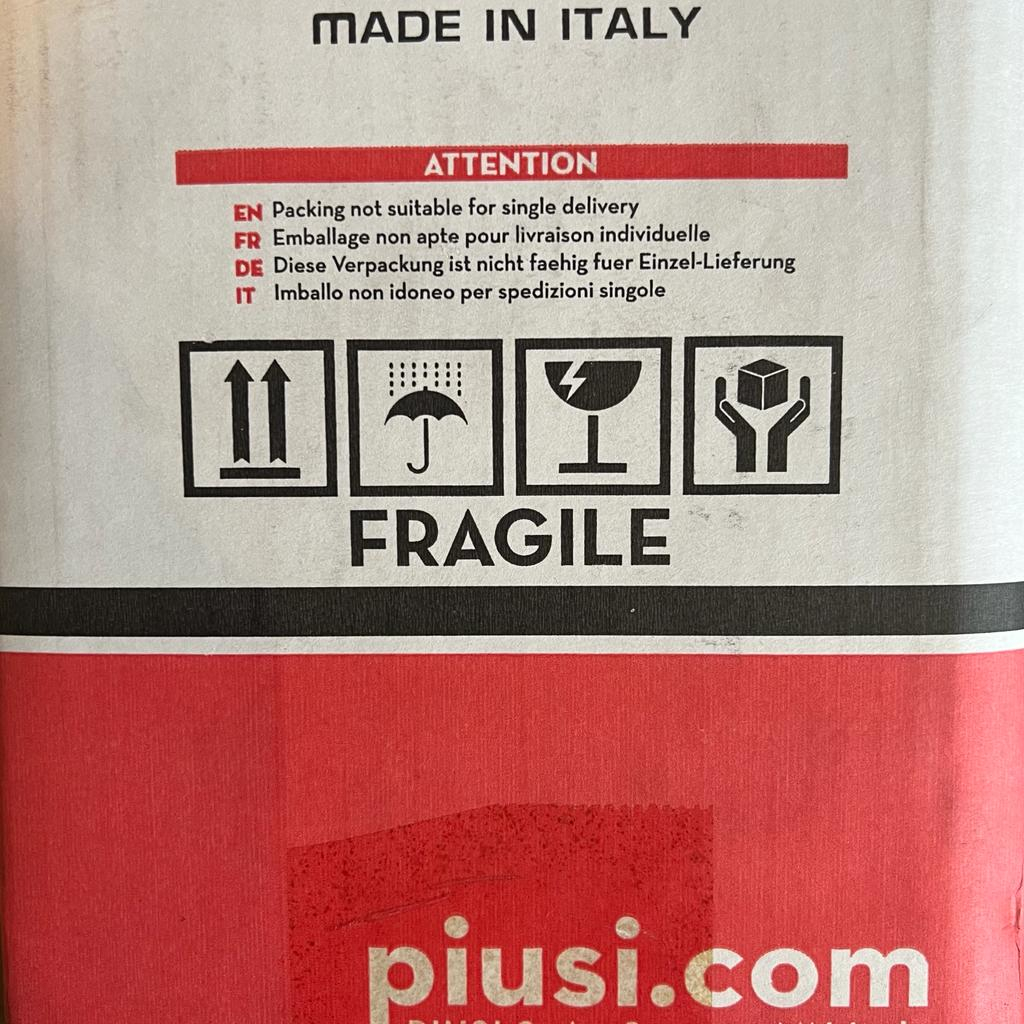 MADE IN ITALY
ATTENTION
EN Packing not suitable for single delivery
FR Emballage non apte pour livraison individuelle
DE Diese Verpackung ist nicht faehig fuer Einzel-Lieferung
IT Imballo non idoneo per spedizioni singole
FRAGILE
piusi.com